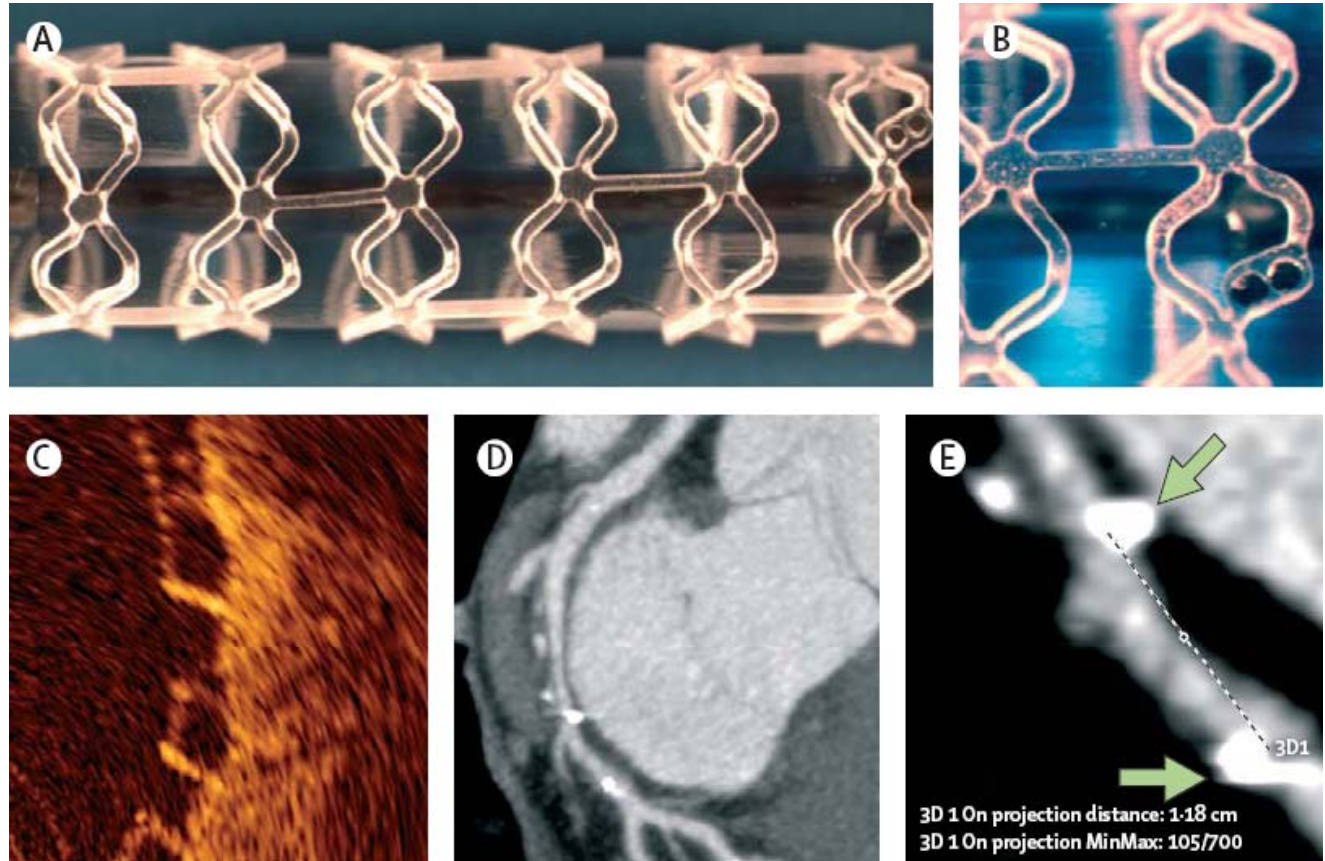 A
B
C
D
E
3D1
3D 1 On projection distance: 1·18 cm
3D 1 On projection MinMax: 105/700